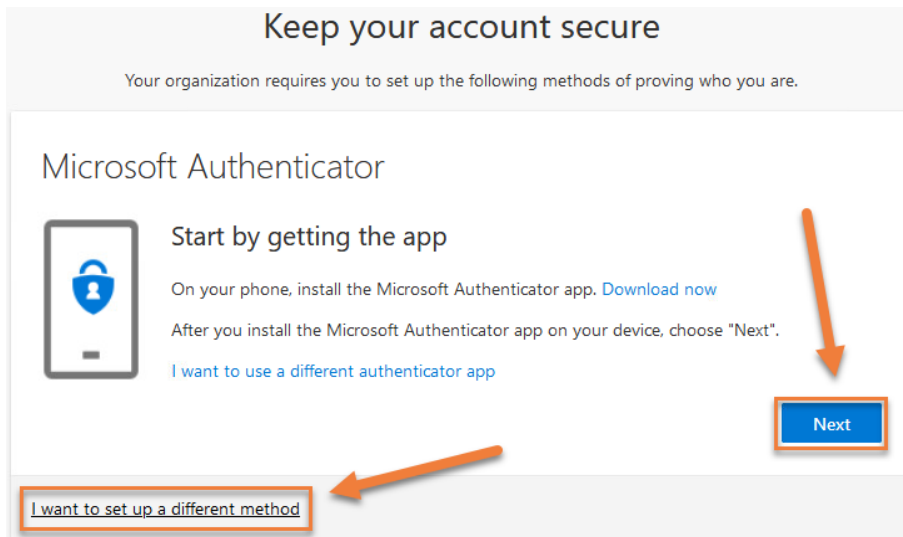 Keep your account secure
Your organization requires you to set up the following methods of proving who you are.
Microsoft Authenticator
Start by getting the app
On your phone, install the Microsoft Authenticator app. Download now
After you install the Microsoft Authenticator app on your device, choose "Next".
I want to use a different authenticator app
Next
I want to set up a different method